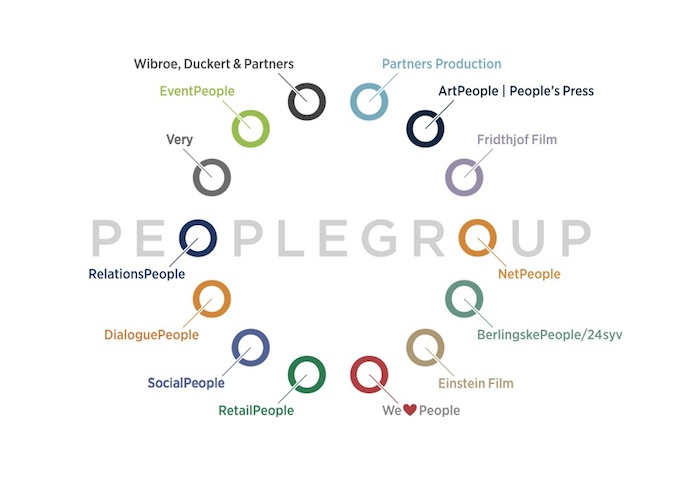 Wibroe, Duckert & Partners
Partners Production
EventPeople
ArtPeople | People's Press
Very
Fridthjof Film
PEOPLEGROUP
RelationsPeople
NetPeople
DialoguePeople
BerlingskePeople/24syv
SocialPeople
Einstein Film
RetailPeople
We ♥ People